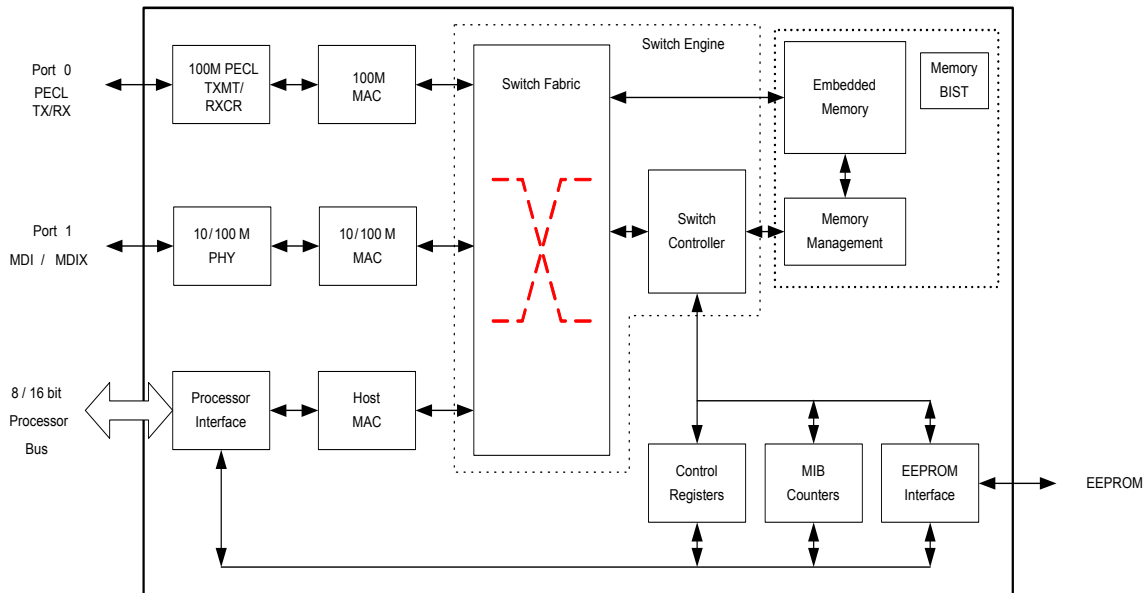 Port 0
PECL
TX/RX
100M PECL
TXMT/
RXCR
100M
MAC
Switch Fabric
Switch Engine
Embedded
Memory
Memory
BIST
Port 1
MDI / MDIX
10/100 M
PHY
10/100 M
MAC
Switch
Controller
Memory
Management
8 / 16 bit
Processor
Bus
Processor
Interface
Host
MAC
Control
Registers
MIB
Counters
EEPROM
Interface
EEPROM